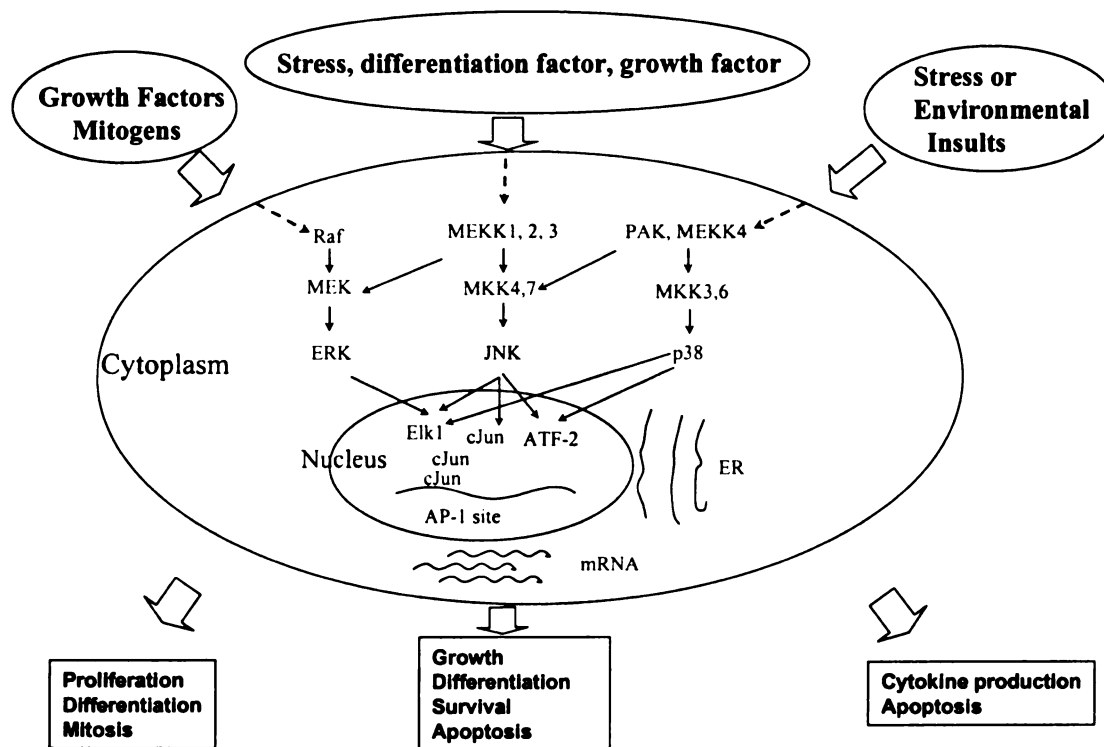 Stress, differentiation factor, growth factor
Growth Factors
Mitogens
Stress or
Environmental
Insults
Raf
MEKK1, 2, 3
PAK, MEKK4
MEK
MKK4,7
MKK3,6
Cytoplasm
ERK
JNK
p38
Elk1
cJun
ATF-2
Nucleus
cJun
cJun
ER
AP-1 site
mRNA
Proliferation
Differentiation
Mitosis
Growth
Differentiation
Survival
Apoptosis
Cytokine production
Apoptosis